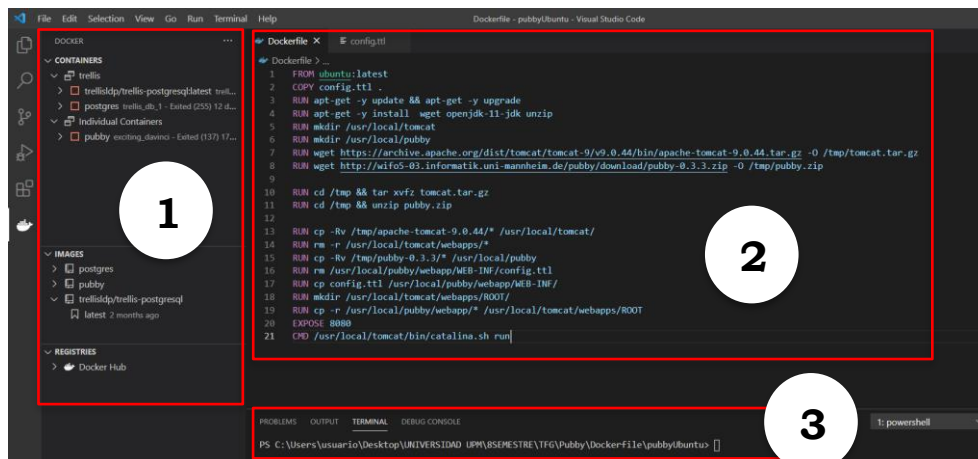 File Edit Selection View Go Run Terminal Help
Dockerfile - pubbyUbuntu - Visual Studio Code
DOCKER ...
CONTAINERS
trellis
trellisldp/trellis-postgresql:latest trell...
postgres trellis_db_1 - Exited (255) 12 d...
Individual Containers
pubby exciting_davinci - Exited (137) 17...
1
IMAGES
postgres
pubby
trellisldp/trellis-postgresql
latest 2 months ago
REGISTRIES
Docker Hub
Dockerfile config.ttl
Dockerfile > ...
1 FROM ubuntu:latest
2 COPY config.ttl .
3 RUN apt-get -y update && apt-get -y upgrade
4 RUN apt-get -y install wget openjdk-11-jdk unzip
5 RUN mkdir /usr/local/tomcat
6 RUN mkdir /usr/local/pubby
7 RUN wget https://archive.apache.org/dist/tomcat/tomcat-9/v9.0.44/bin/apache-tomcat-9.0.44.tar.gz -O /tmp/tomcat.tar.gz
8 RUN wget http://wifo5-03.informatik.uni-mannheim.de/pubby/download/pubby-0.3.3.zip -O /tmp/pubby.zip
9
10 RUN cd /tmp && tar xvfz tomcat.tar.gz
11 RUN cd /tmp && unzip pubby.zip
12
13 RUN cp -Rv /tmp/apache-tomcat-9.0.44/* /usr/local/tomcat/
14 RUN rm -r /usr/local/tomcat/webapps/*
15 RUN cp -Rv /tmp/pubby-0.3.3/* /usr/local/pubby
16 RUN rm /usr/local/pubby/webapp/WEB-INF/config.ttl
17 RUN cp config.ttl /usr/local/pubby/webapp/WEB-INF/
18 RUN mkdir /usr/local/tomcat/webapps/ROOT/
19 RUN cp -r /usr/local/pubby/webapp/* /usr/local/tomcat/webapps/ROOT
20 EXPOSE 8080
21 CMD /usr/local/tomcat/bin/catalina.sh run
2
PROBLEMS OUTPUT TERMINAL DEBUG CONSOLE
3
1: powershell
PS C:\Users\usuario\Desktop\UNIVERSIDAD UPM\8SEMESTRE\TFG\Pubby\Dockerfile\pubbyUbuntu>